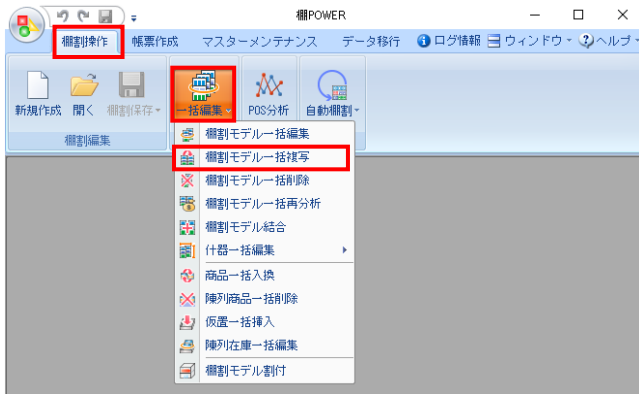 棚POWER
棚割操作 帳票作成 マスターメンテナンス データ移行 ログ情報 ウィンドウ ヘルプ
新規作成 開く 棚割保存 一括編集 POS分析 自動棚割
棚割編集
棚割モデル一括編集
棚割モデル一括複写
棚割モデル一括削除
棚割モデル一括再分析
棚割モデル結合
什器一括編集
商品一括入換
陳列商品一括削除
仮置一括挿入
陳列在庫一括編集
棚割モデル割付